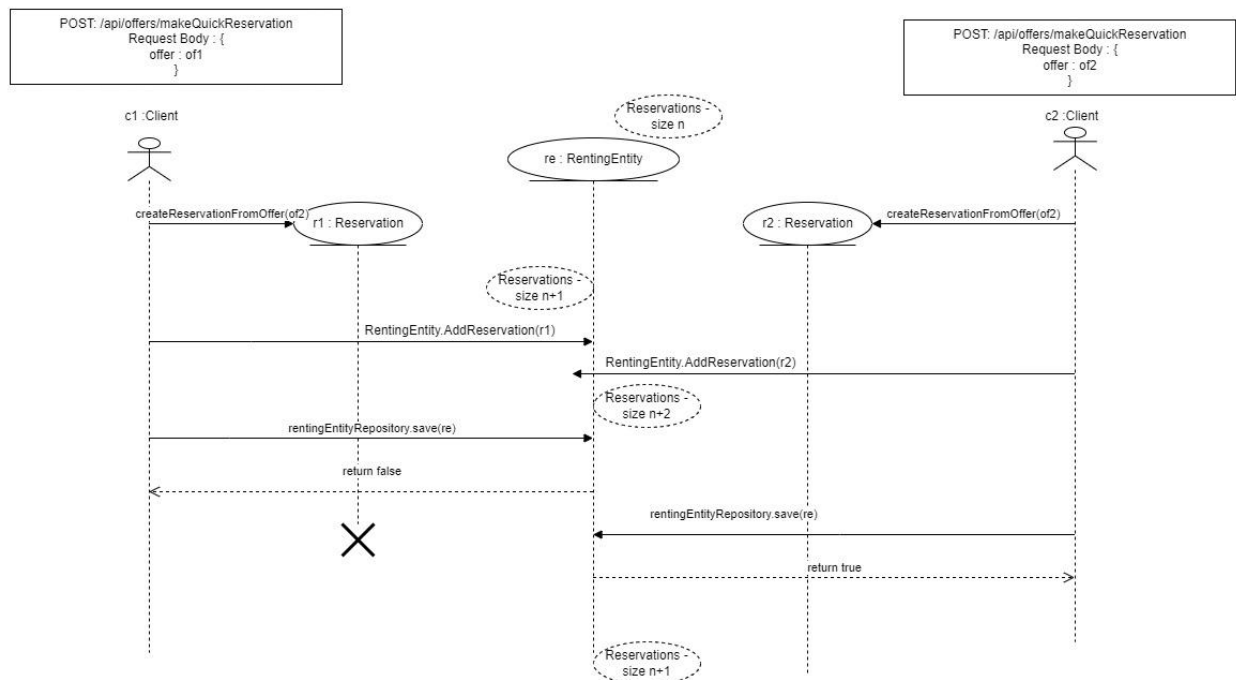 POST: /api/offers/makeQuickReservation
Request Body : {
offer : of1
}
POST: /api/offers/makeQuickReservation
Request Body : {
offer : of2
}
c1 :Client
Reservations -
size n
c2 :Client
re : RentingEntity
createReservationFromOffer(of2)
r1 : Reservation
r2 : Reservation
createReservationFromOffer(of2)
Reservations -
size n+1
RentingEntity.AddReservation(r1)
RentingEntity.AddReservation(r2)
Reservations -
size n+2
rentingEntityRepository.save(re)
return false
rentingEntityRepository.save(re)
return true
Reservations -
size n+1